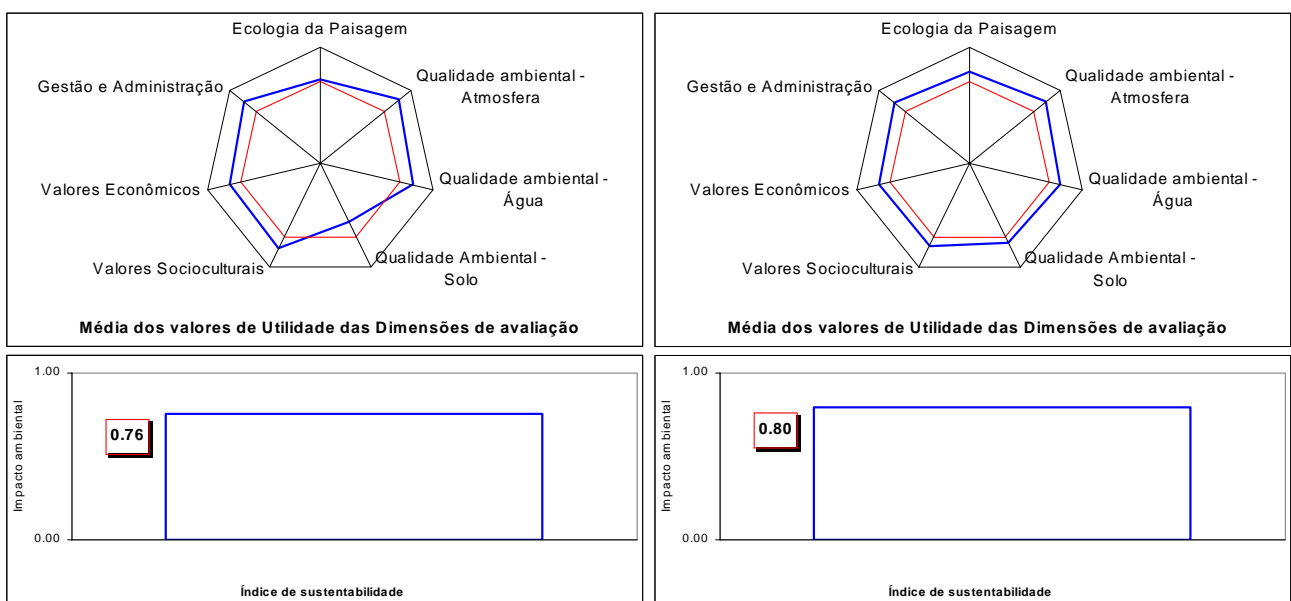 Ecologia da Paisagem
Qualidade ambiental -
Atmosfera
Gestão e Administração
Qualidade ambiental -
Água
Valores Econômicos
Qualidade Ambiental -
Solo
Valores Socioculturais
Média dos valores de Utilidade das Dimensões de avaliação
Ecologia da Paisagem
Qualidade ambiental -
Atmosfera
Gestão e Administração
Qualidade ambiental -
Água
Valores Econômicos
Qualidade Ambiental -
Solo
Valores Socioculturais
Média dos valores de Utilidade das Dimensões de avaliação
1.00
0.76
Impacto ambiental
0.00
Índice de sustentabilidade
1.00
0.80
Impacto ambiental
0.00
Índice de sustentabilidade